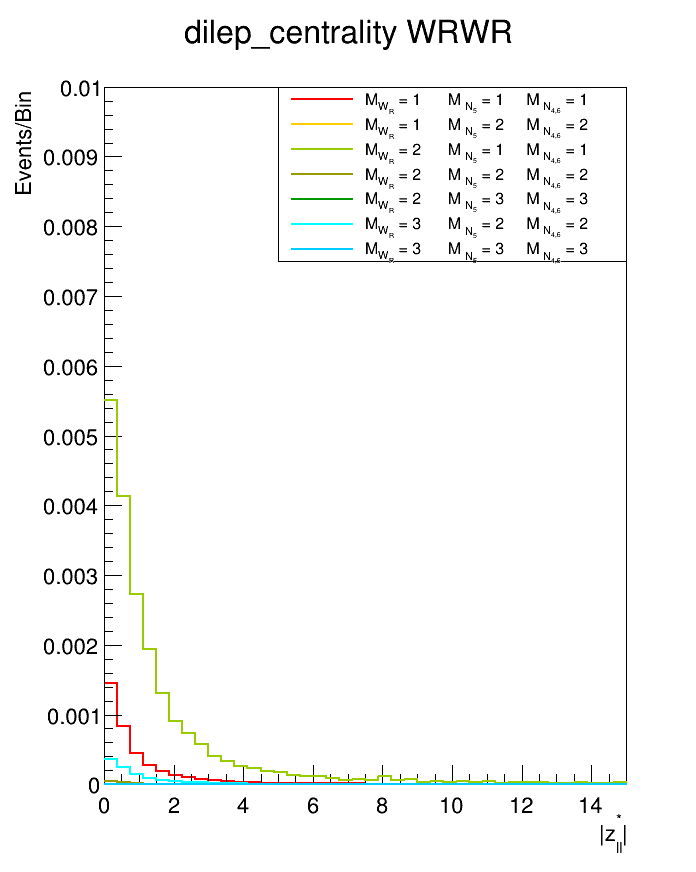 dilep_centrality WRWR
Events/Bin
0.01
0.009
0.008
0.007
0.006
0.005
0.004
0.003
0.002
0.001
0
M_{W_R} = 1 M_{N_5} = 1 M_{N_{4,6}} = 1
M_{W_R} = 1 M_{N_5} = 2 M_{N_{4,6}} = 2
M_{W_R} = 2 M_{N_5} = 1 M_{N_{4,6}} = 1
M_{W_R} = 2 M_{N_5} = 2 M_{N_{4,6}} = 2
M_{W_R} = 2 M_{N_5} = 3 M_{N_{4,6}} = 3
M_{W_R} = 3 M_{N_5} = 2 M_{N_{4,6}} = 2
M_{W_R} = 3 M_{N_5} = 3 M_{N_{4,6}} = 3
0 2 4 6 8 10 12 14
|z*_{ll}|